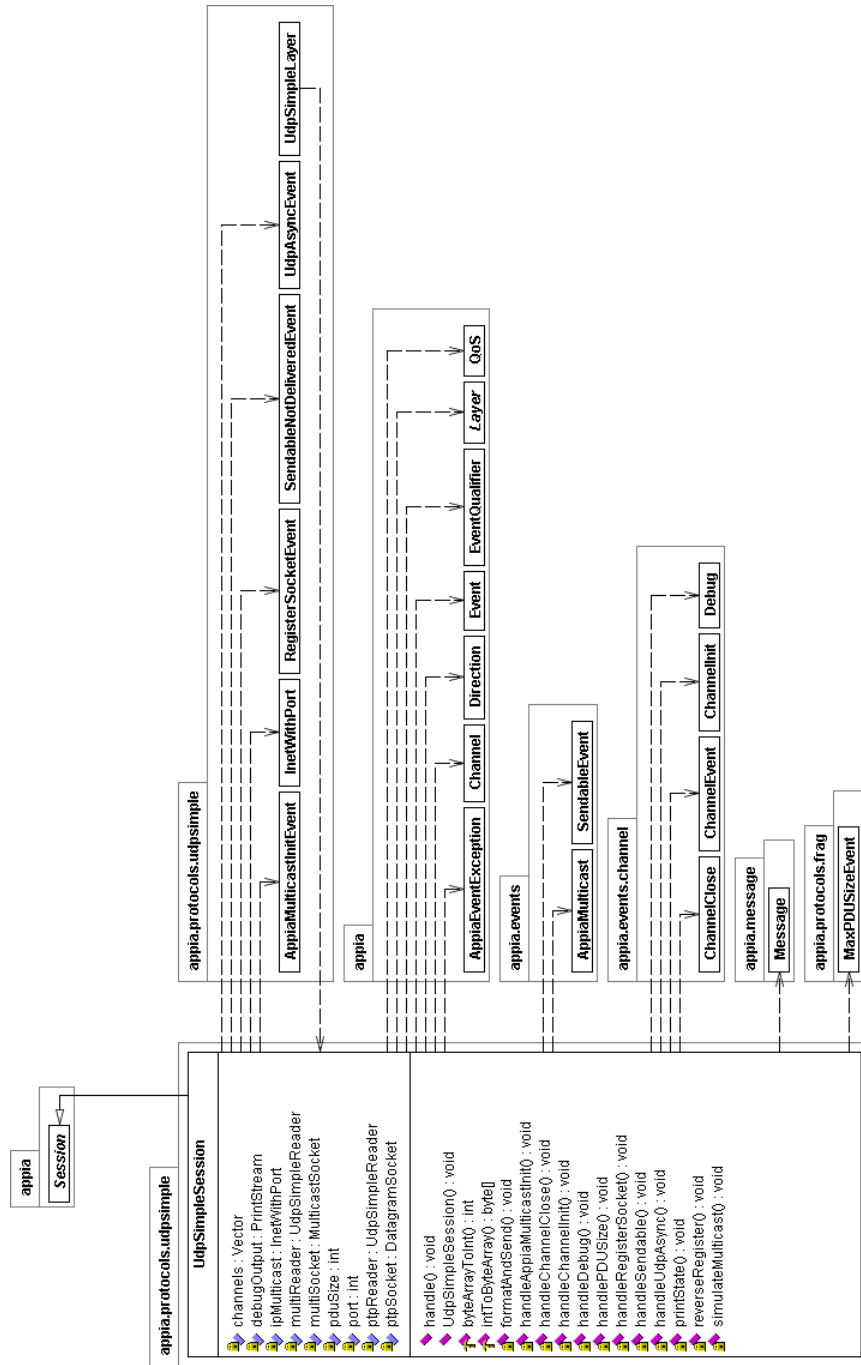 appia
Session
appia.protocols.udpsimple
UdpSimpleSession
channels : Vector
debugOutput : PrintStream
ipMulticast : InetWithPort
multiReader : UdpSimpleReader
multiSocket : MulticastSocket
pduSize : int
port : int
ptpReader : UdpSimpleReader
ptpSocket : DatagramSocket
handle() : void
UdpSimpleSession() : void
byteArrayToInt() : int
intToByteArray() : byte[]
formatAndSend() : void
handleAppiaMulticastInit() : void
handleChannelClose() : void
handleChannelInit() : void
handleDebug() : void
handlePDUSize() : void
handleRegisterSocket() : void
handleSendable() : void
handleUdpAsync() : void
printState() : void
reverseRegister() : void
simulateMulticast() : void
appia.protocols.udpsimple
AppiaMulticastInitEvent
InetWithPort
RegisterSocketEvent
SendableNotDeliveredEvent
UdpAsyncEvent
UdpSimpleLayer
appia
AppiaEventException
Channel
Direction
Event
EventQualifier
Layer
QoS
appia.events
AppiaMulticast
SendableEvent
appia.events.channel
ChannelClose
ChannelEvent
ChannelInit
Debug
appia.message
Message
appia.protocols.frag
MaxPDUSizeEvent